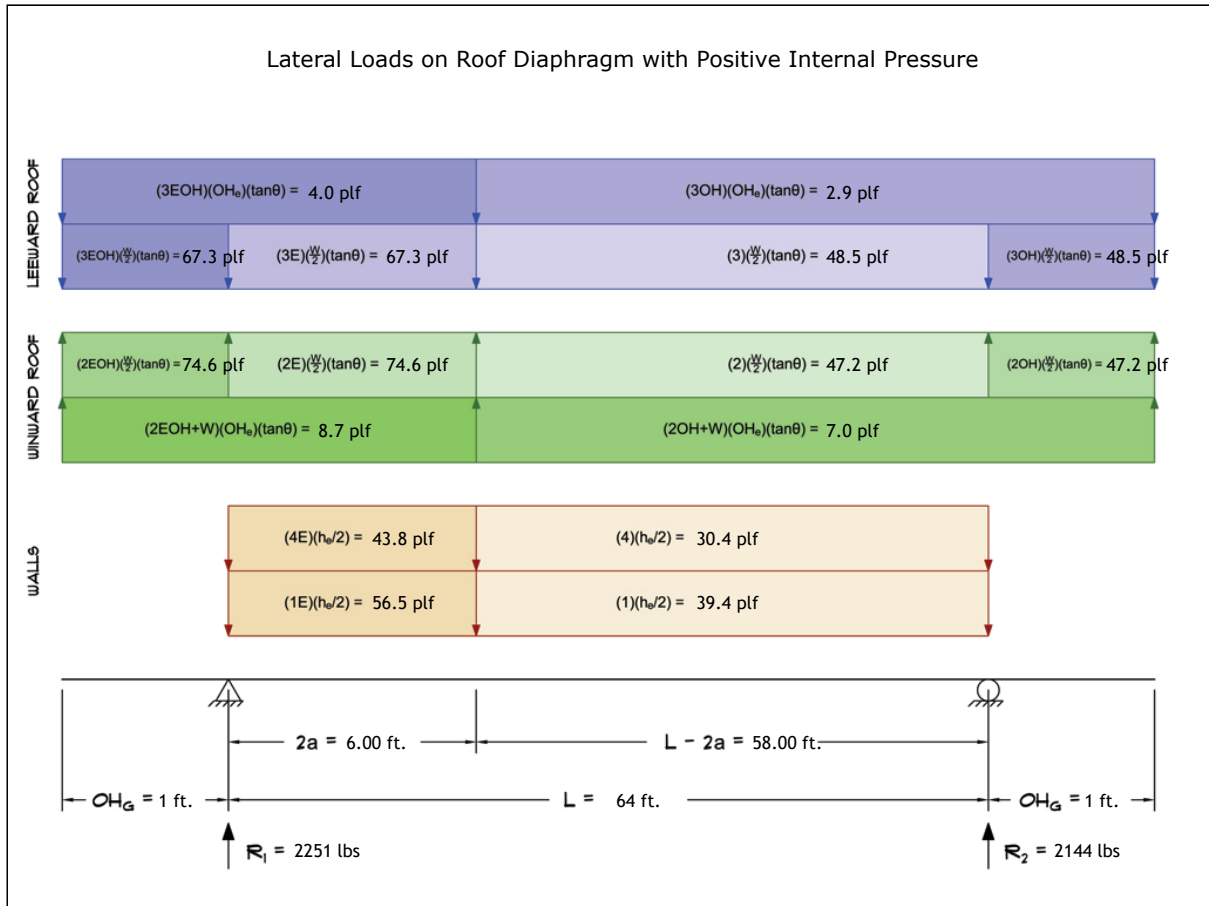 Lateral Loads on Roof Diaphragm with Positive Internal Pressure
LEEWARD ROOF
(3EOH)(OHₑ)(tanθ) = 4.0 plf
(3OH)(OHₑ)(tanθ) = 2.9 plf
(3EOH)(W/2)(tanθ) = 67.3 plf
(3E)(W/2)(tanθ) = 67.3 plf
(3)(W/2)(tanθ) = 48.5 plf
(3OH)(W/2)(tanθ) = 48.5 plf
WINWARD ROOF
(2EOH)(W/2)(tanθ) = 74.6 plf
(2E)(W/2)(tanθ) = 74.6 plf
(2)(W/2)(tanθ) = 47.2 plf
(2OH)(W/2)(tanθ) = 47.2 plf
(2EOH+W)(OHₑ)(tanθ) = 8.7 plf
(2OH+W)(OHₑ)(tanθ) = 7.0 plf
WALLS
(4E)(hₑ/2) = 43.8 plf
(4)(hₑ/2) = 30.4 plf
(1E)(hₑ/2) = 56.5 plf
(1)(hₑ/2) = 39.4 plf
2a = 6.00 ft.
L - 2a = 58.00 ft.
OH_G = 1 ft.
L = 64 ft.
OH_G = 1 ft.
R₁ = 2251 lbs
R₂ = 2144 lbs